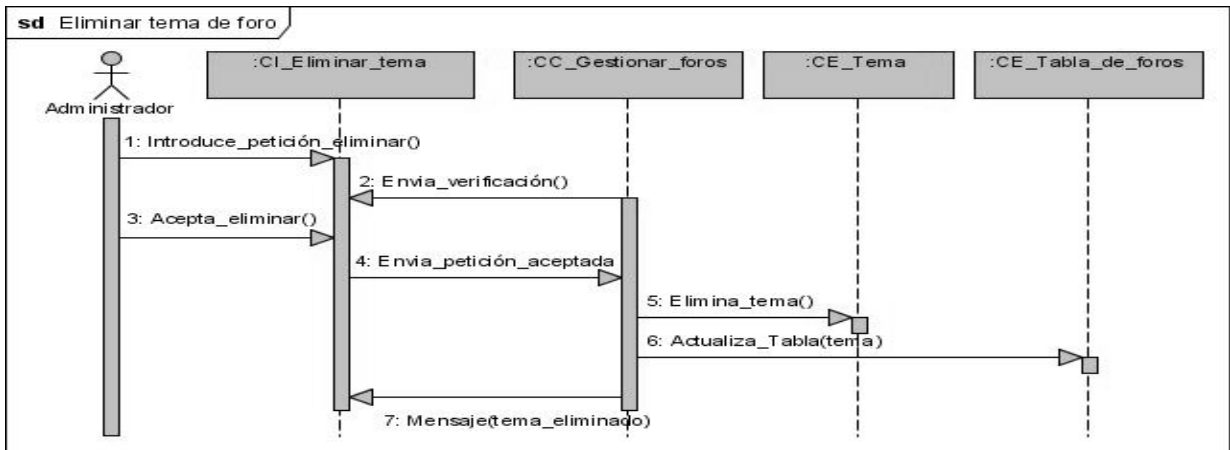 sd Eliminar tema de foro
:CI_Eliminar_tema
:CC_Gestionar_foros
:CE_Tema
:CE_Tabla_de_foros
Administrador
1: Introduce_petición_eliminar()
2: Envia_verificación()
3: Acepta_eliminar()
4: Envia_petición_aceptada
5: Elimina_tema()
6: Actualiza_Tabla(tema)
7: Mensaje(tema_eliminado)